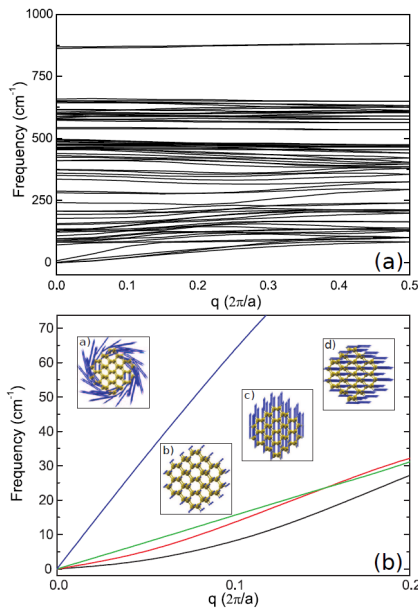 1000
750
500
250
0
Frequency (cm-1)
0.0 0.1 0.2 0.3 0.4 0.5
q (2π/a)
(a)
70
60
50
40
30
20
10
0
Frequency (cm-1)
a)
b)
c)
d)
0.0 0.1 0.2
q (2π/a)
(b)